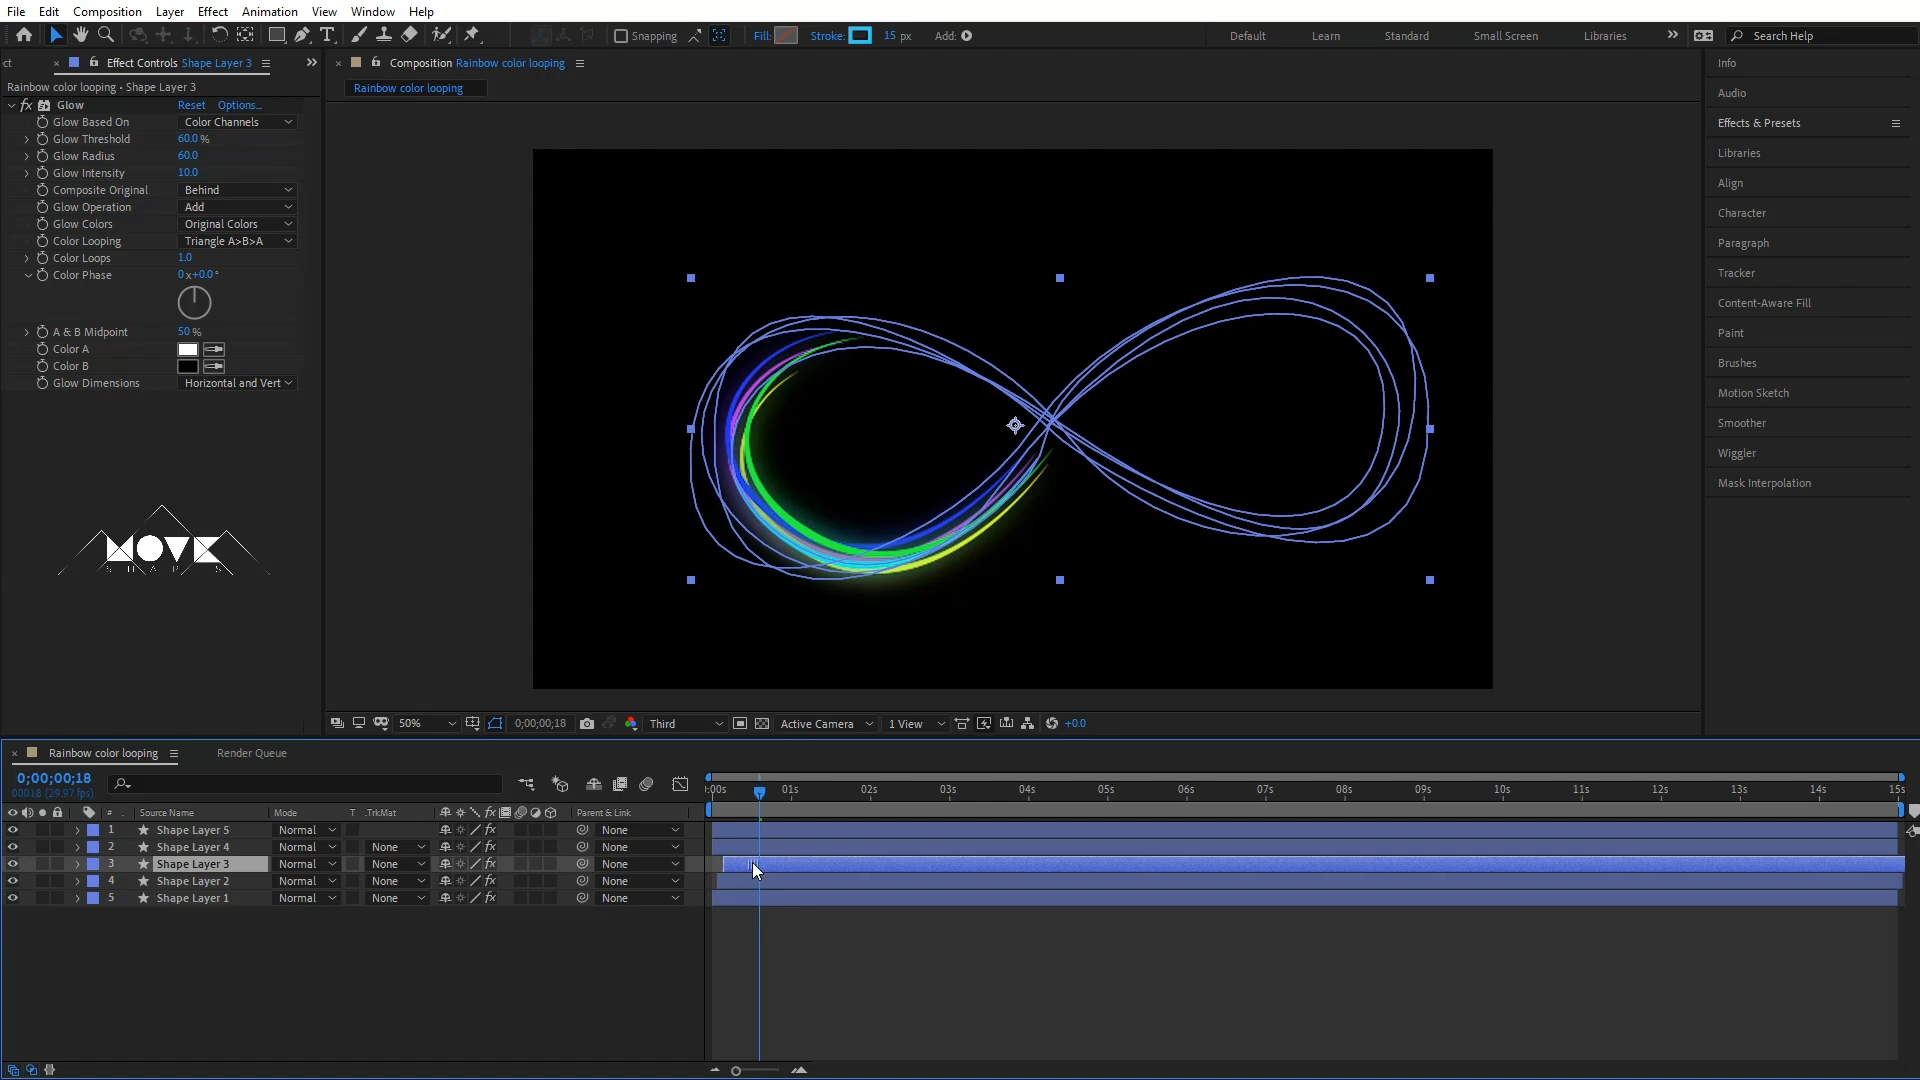 File Edit Composition Layer Effect Animation View Window Help
Snapping Fill: Stroke: 15 px Add: Default Learn Standard Small Screen Libraries Search Help
ct Effect Controls Shape Layer 3
Composition Rainbow color looping
Info
Rainbow color looping • Shape Layer 3
Rainbow color looping
Audio
fx Glow Reset Options...
Glow Based On Color Channels
Effects & Presets
Glow Threshold 60.0 %
Glow Radius 60.0
Libraries
Glow Intensity 10.0
Align
Composite Original Behind
Glow Operation Add
Character
Glow Colors Original Colors
Color Looping Triangle A>B>A
Paragraph
Color Loops 1.0
Color Phase 0x+0.0°
Tracker
Content-Aware Fill
A & B Midpoint 50 %
Paint
Color A
Color B
Brushes
Glow Dimensions Horizontal and Vert
Motion Sketch
Smoother
Wiggler
Mask Interpolation
MOVE
50% 0;00;00;18 Third Active Camera 1 View +0.0
Rainbow color looping Render Queue
0;00;00;18
00018 (29.97 fps)
:00s 01s 02s 03s 04s 05s 06s 07s 08s 09s 10s 11s 12s 13s 14s 15s
# Source Name Mode T .TrkMat fx Parent & Link
1 Shape Layer 5 Normal fx None
2 Shape Layer 4 Normal None fx None
3 Shape Layer 3 Normal None fx None
4 Shape Layer 2 Normal None fx None
5 Shape Layer 1 Normal None fx None